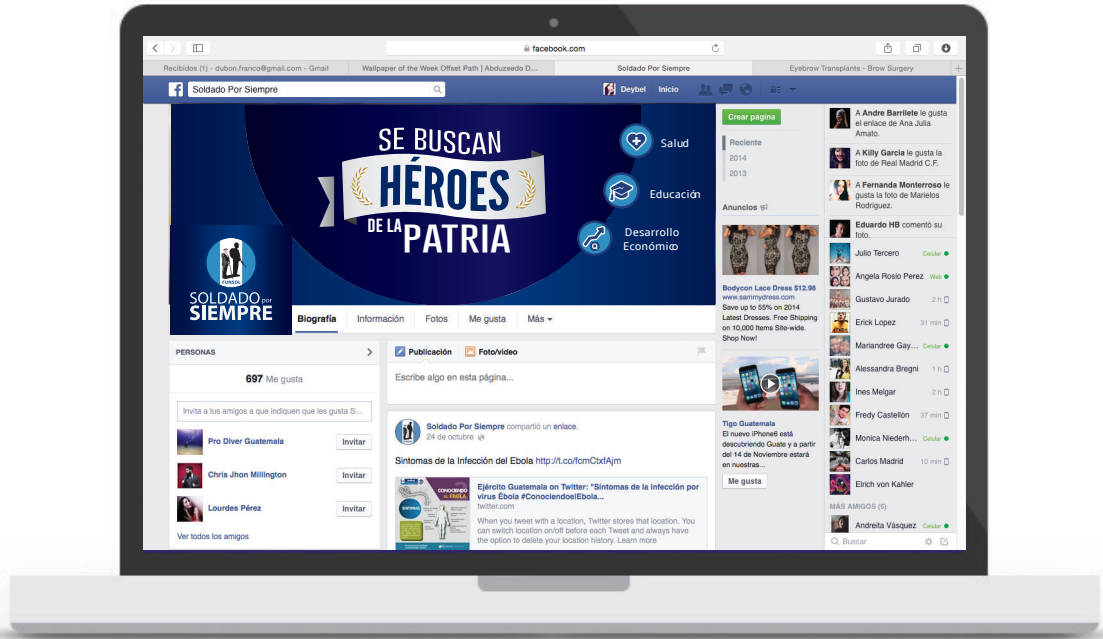 facebook.com
Recibidos (1) - dubon.franco@gmail.com - Gmail
Wallpaper of the Week Offset Path | Abduzeedo D...
Soldado Por Siempre
Eyebrow Transplants - Brow Surgery
Soldado Por Siempre
Deybel Inicio
SE BUSCAN
HÉROES
DE LA
PATRIA
Salud
Educación
Desarrollo
Económico
FUNSOL
SOLDADO por
SIEMPRE
Biografía Información Fotos Me gusta Más
PERSONAS
697 Me gusta
Invita a tus amigos a que indiquen que les gusta S...
Pro Diver Guatemala Invitar
Chris Jhon Millington Invitar
Lourdes Pérez Invitar
Ver todos los amigos
Publicación Foto/video
Escribe algo en esta página...
Soldado Por Siempre compartió un enlace.
24 de octubre
Sintomas de la Infección del Ebola http://t.co/fcmCtxfAjm
CONOCIENDO
EL ÉBOLA
SÍNTOMAS
Ejército Guatemala on Twitter: "Síntomas de la infección por
virus Ébola #ConociendoelEbola...
twitter.com
When you tweet with a location, Twitter stores that location. You
can switch location on/off before each Tweet and always have
the option to delete your location history. Learn more
Crear página
Reciente
2014
2013
Anuncios
Bodycon Lace Dress $12.98
www.sammydress.com
Save up to 55% on 2014
Latest Dresses. Free Shipping
on 10,000 Items Site-wide.
Shop Now!
Tigo Guatemala
El nuevo iPhone6 está
descubriendo Guate y a partir
del 14 de Noviembre estará
en nuestras...
Me gusta
A Andre Barrilete le gusta
el enlace de Ana Julia
Amato.
A Killy Garcia le gusta la
foto de Real Madrid C.F.
A Fernanda Monterroso le
gusta la foto de Marielos
Rodriguez.
Eduardo HB comentó su
foto.
Julio Tercero Celular
Angela Rosio Perez Web
Gustavo Jurado 2 h
Erick Lopez 31 min
Mariandree Gay... Celular
Alessandra Bregni 1 h
Ines Melgar 2 h
Fredy Castellón 37 min
Monica Niederh... Celular
Carlos Madrid 10 min
Elrich von Kahler
MÁS AMIGOS (5)
Andreita Vásquez Celular
Buscar